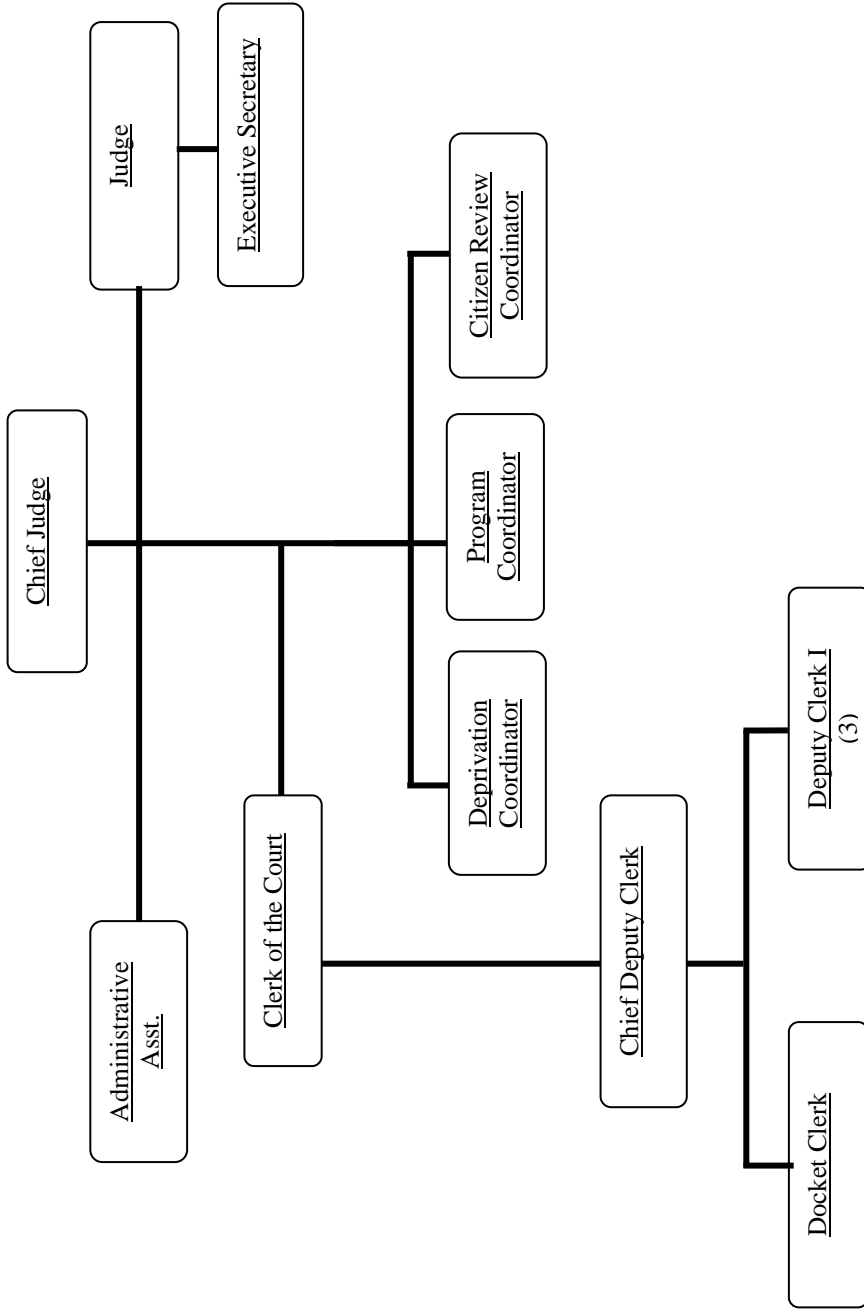 Chief Judge
Administrative
Asst.
Judge
Executive Secretary
Clerk of the Court
Deprivation
Coordinator
Program
Coordinator
Citizen Review
Coordinator
Chief Deputy Clerk
Docket Clerk
Deputy Clerk I
(3)